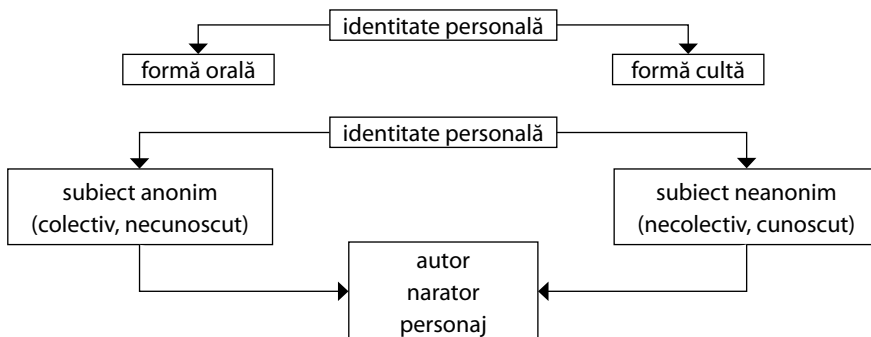 identitate personală
formă orală
formă cultă
identitate personală
subiect anonim
(colectiv, necunoscut)
subiect neanonim
(necolectiv, cunoscut)
autor
narator
personaj